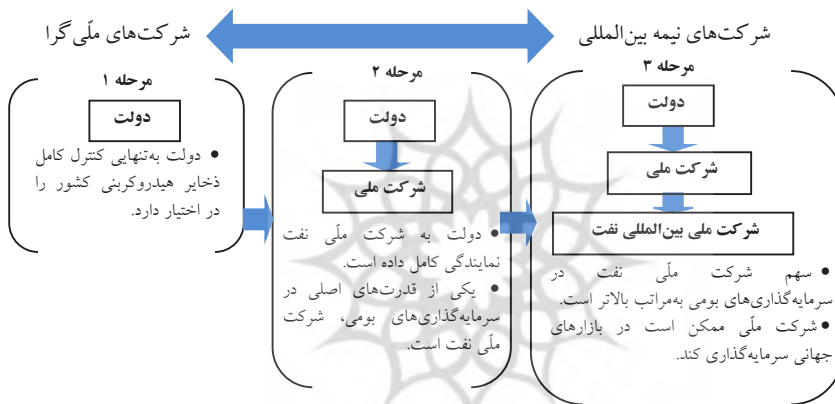 شرکت‌های ملّی گرا
شرکت‌های نیمه بین‌المللی
مرحله ۱
دولت
• دولت به‌تنهایی کنترل کامل
ذخایر هیدروکربنی کشور را
در اختیار دارد.
مرحله ۲
دولت
شرکت ملی
• دولت به شرکت ملّی نفت
نمایندگی کامل داده است.
• یکی از قدرت‌های اصلی در
سرمایه‌گذاری‌های بومی، شرکت
ملّی نفت است.
مرحله ۳
دولت
شرکت ملی
شرکت ملی بین‌المللی نفت
• سهم شرکت ملّی نفت در
سرمایه‌گذاری‌های بومی به‌مراتب بالاتر است.
• شرکت ملّی ممکن است در بازارهای
جهانی سرمایه‌گذاری کند.